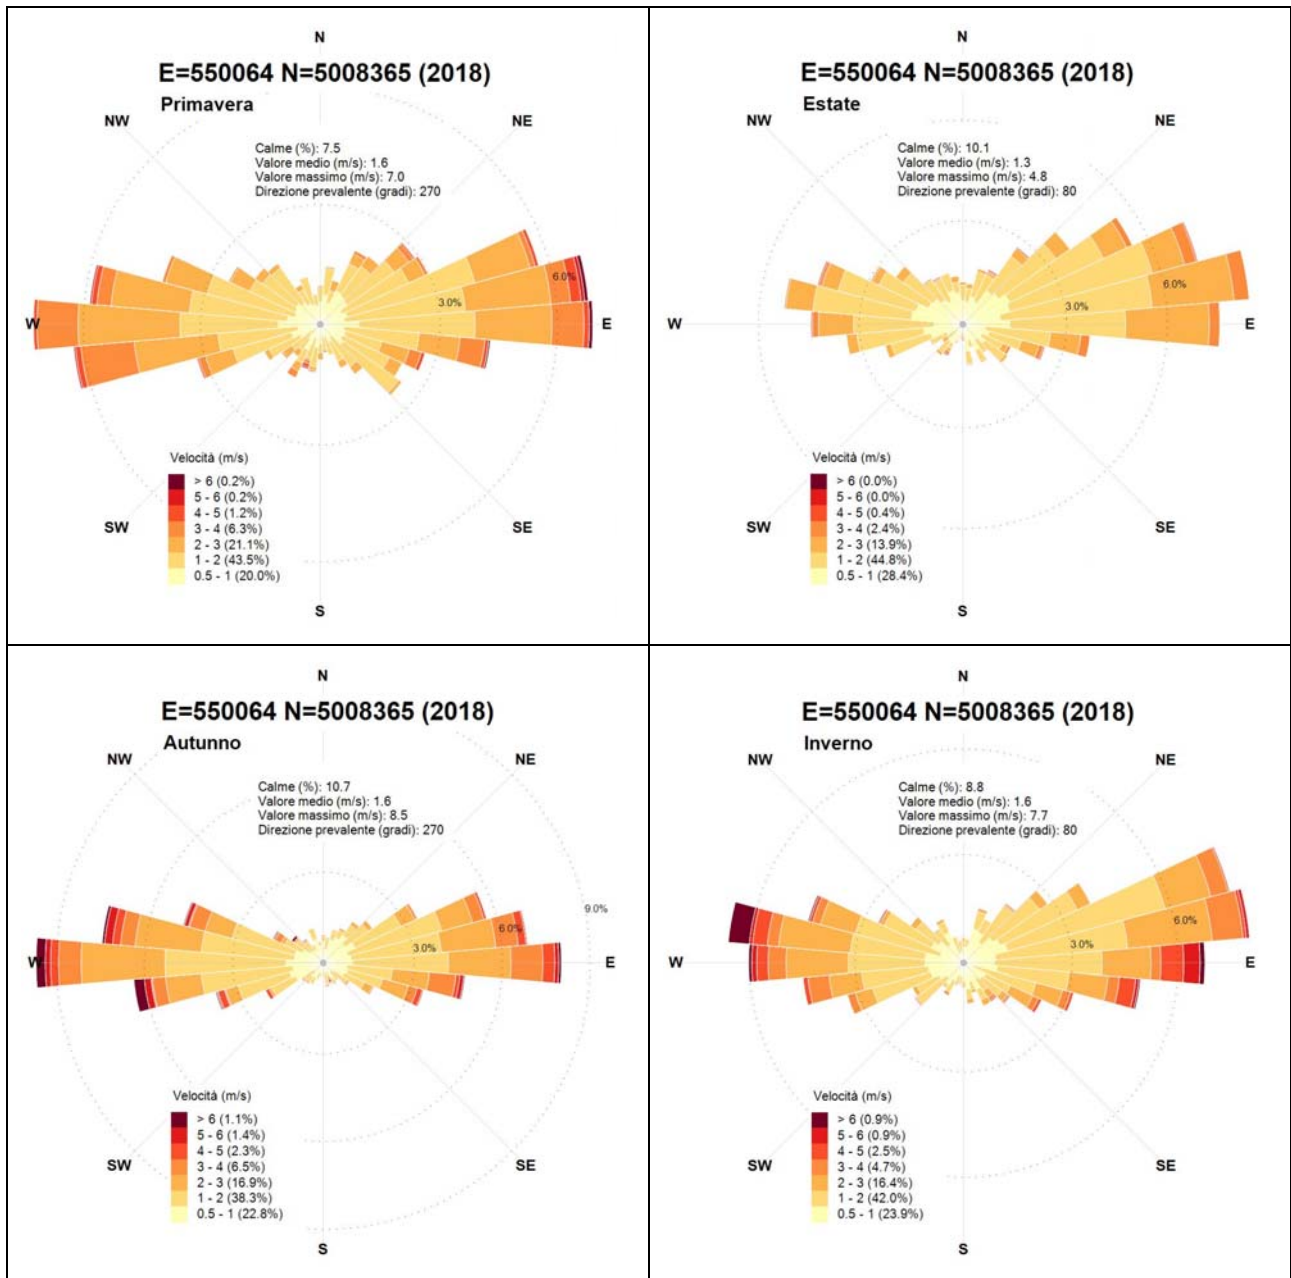 N
E=550064 N=5008365 (2018)
Primavera
NW
NE
Calme (%): 7.5
Valore medio (m/s): 1.6
Valore massimo (m/s): 7.0
Direzione prevalente (gradi): 270
6.0%
3.0%
W
E
Velocità (m/s)
> 6 (0.2%)
5 - 6 (0.2%)
4 - 5 (1.2%)
3 - 4 (6.3%)
2 - 3 (21.1%)
1 - 2 (43.5%)
0.5 - 1 (20.0%)
SW
SE
S
N
E=550064 N=5008365 (2018)
Estate
NW
NE
Calme (%): 10.1
Valore medio (m/s): 1.3
Valore massimo (m/s): 4.8
Direzione prevalente (gradi): 80
6.0%
3.0%
W
E
Velocità (m/s)
> 6 (0.0%)
5 - 6 (0.0%)
4 - 5 (0.4%)
3 - 4 (2.4%)
2 - 3 (13.9%)
1 - 2 (44.8%)
0.5 - 1 (28.4%)
SW
SE
S
N
E=550064 N=5008365 (2018)
Autunno
NW
NE
Calme (%): 10.7
Valore medio (m/s): 1.6
Valore massimo (m/s): 8.5
Direzione prevalente (gradi): 270
9.0%
6.0%
3.0%
W
E
Velocità (m/s)
> 6 (1.1%)
5 - 6 (1.4%)
4 - 5 (2.3%)
3 - 4 (6.5%)
2 - 3 (16.9%)
1 - 2 (38.3%)
0.5 - 1 (22.8%)
SW
SE
S
N
E=550064 N=5008365 (2018)
Inverno
NW
NE
Calme (%): 8.8
Valore medio (m/s): 1.6
Valore massimo (m/s): 7.7
Direzione prevalente (gradi): 80
6.0%
3.0%
W
E
Velocità (m/s)
> 6 (0.9%)
5 - 6 (0.9%)
4 - 5 (2.5%)
3 - 4 (4.7%)
2 - 3 (16.4%)
1 - 2 (42.0%)
0.5 - 1 (23.9%)
SW
SE
S